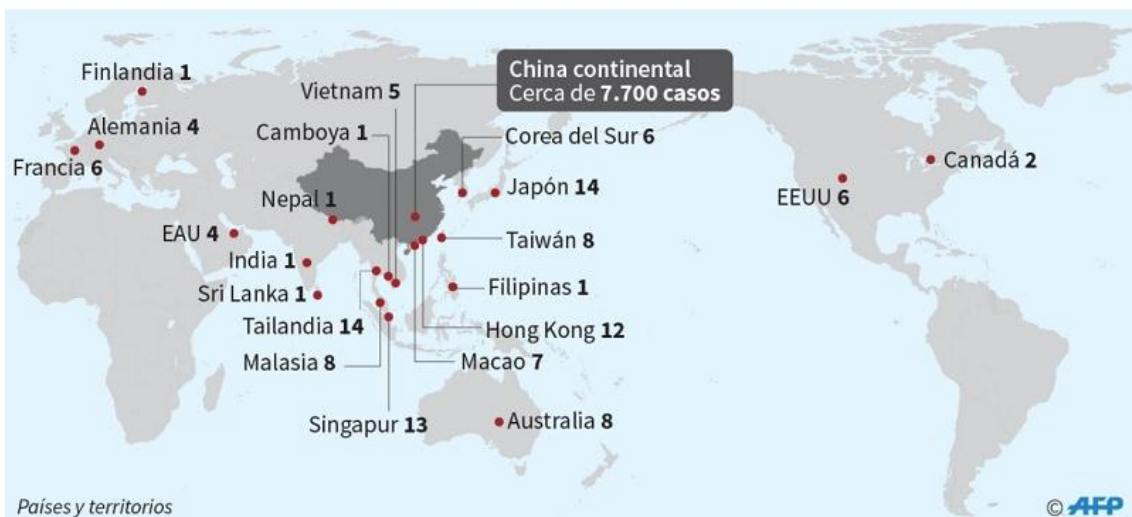 China continental
Cerca de 7.700 casos
Finlandia 1
Vietnam 5
Alemania 4
Camboya 1
Corea del Sur 6
Francia 6
Canadá 2
Nepal 1
Japón 14
EEUU 6
EAU 4
Taiwán 8
India 1
Sri Lanka 1
Filipinas 1
Tailandia 14
Hong Kong 12
Malasia 8
Macao 7
Singapur 13
Australia 8
Países y territorios
© AFP